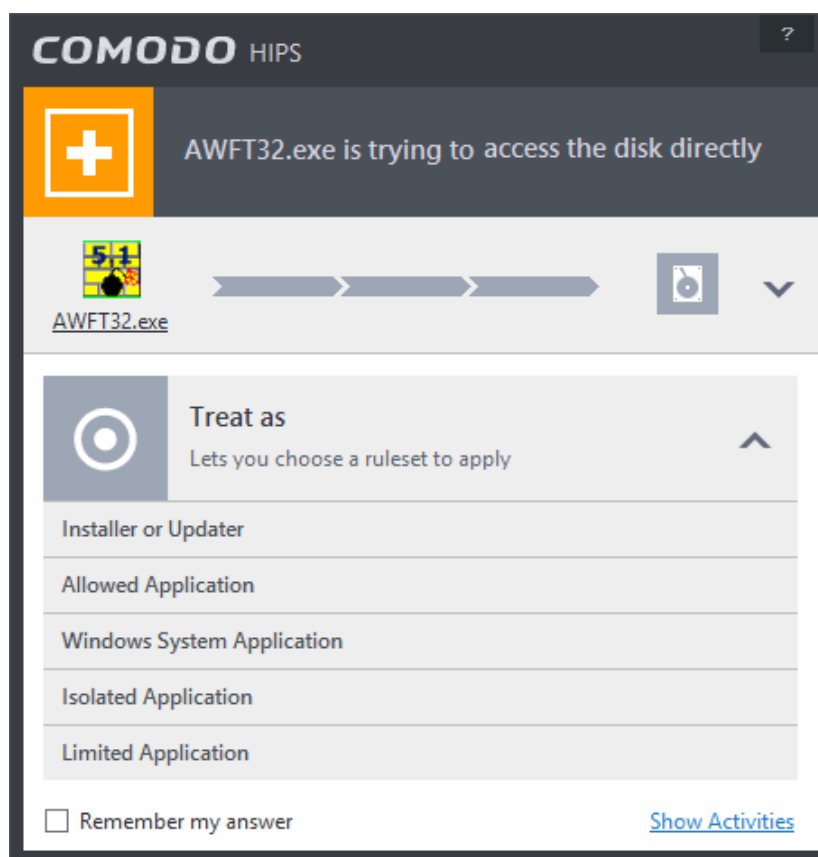 COMODO HIPS
?
AWFT32.exe is trying to access the disk directly
5.1
AWFT32.exe
Treat as
Lets you choose a ruleset to apply
Installer or Updater
Allowed Application
Windows System Application
Isolated Application
Limited Application
Remember my answer
Show Activities